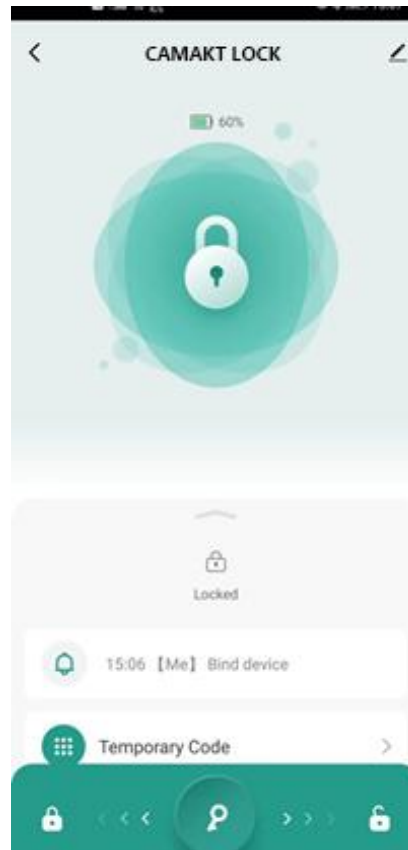 CAMAKT LOCK
60%
Locked
15:06 【Me】 Bind device
Temporary Code